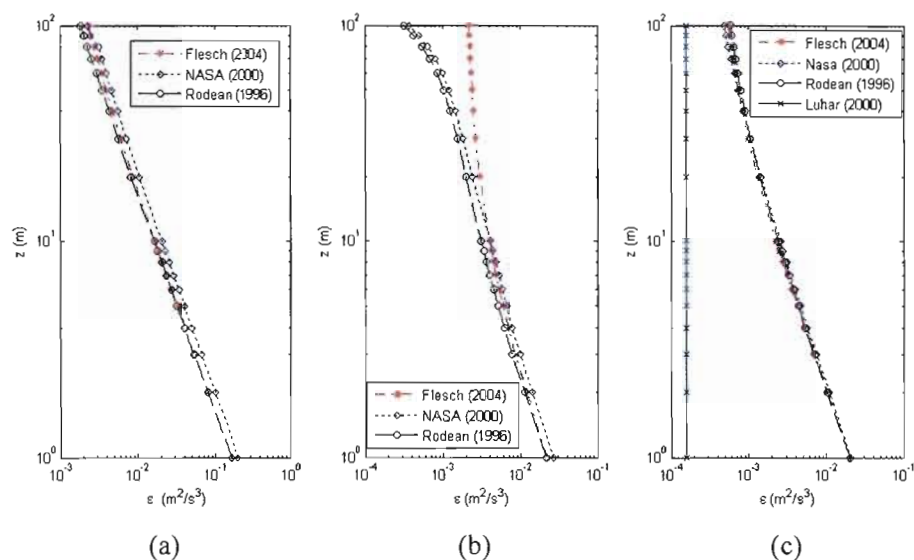 10²
10¹
10⁰
z (m)
Flesch (2304)
NASA (2000)
Rodean (1996)
10⁻³
10⁻²
10⁻¹
10⁰
ε (m²/s³)
(a)
10²
10¹
10⁰
z (m)
Flesch (2004)
NASA (2000)
Rodean (1996)
10⁻⁴
10⁻³
10⁻²
10⁻¹
ε (m²/s³)
(b)
10²
10¹
10⁰
z (m)
Flesch (2004)
Nasa (2000)
Rodean (1996)
Luhar (2000)
10⁻⁴
10⁻³
10⁻²
10⁻¹
ε (m²/s³)
(c)